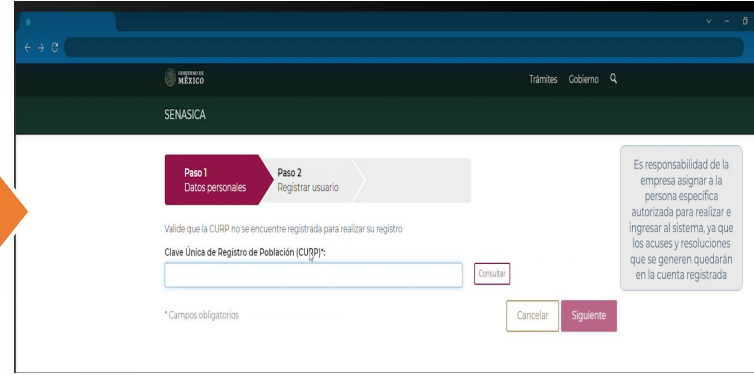 GOBIERNO DE
MÉXICO
Trámites Gobierno
SENASICA
Paso 1
Datos personales
Paso 2
Registrar usuario
Valide que la CURP no se encuentre registrada para realizar su registro
Clave Única de Registro de Población (CURP)*:
Consultar
* Campos obligatorios
Cancelar
Siguiente
Es responsabilidad de la
empresa asignar a la
persona específica
autorizada para realizar e
ingresar al sistema, ya que
los acuses y resoluciones
que se generen quedarán
en la cuenta registrada